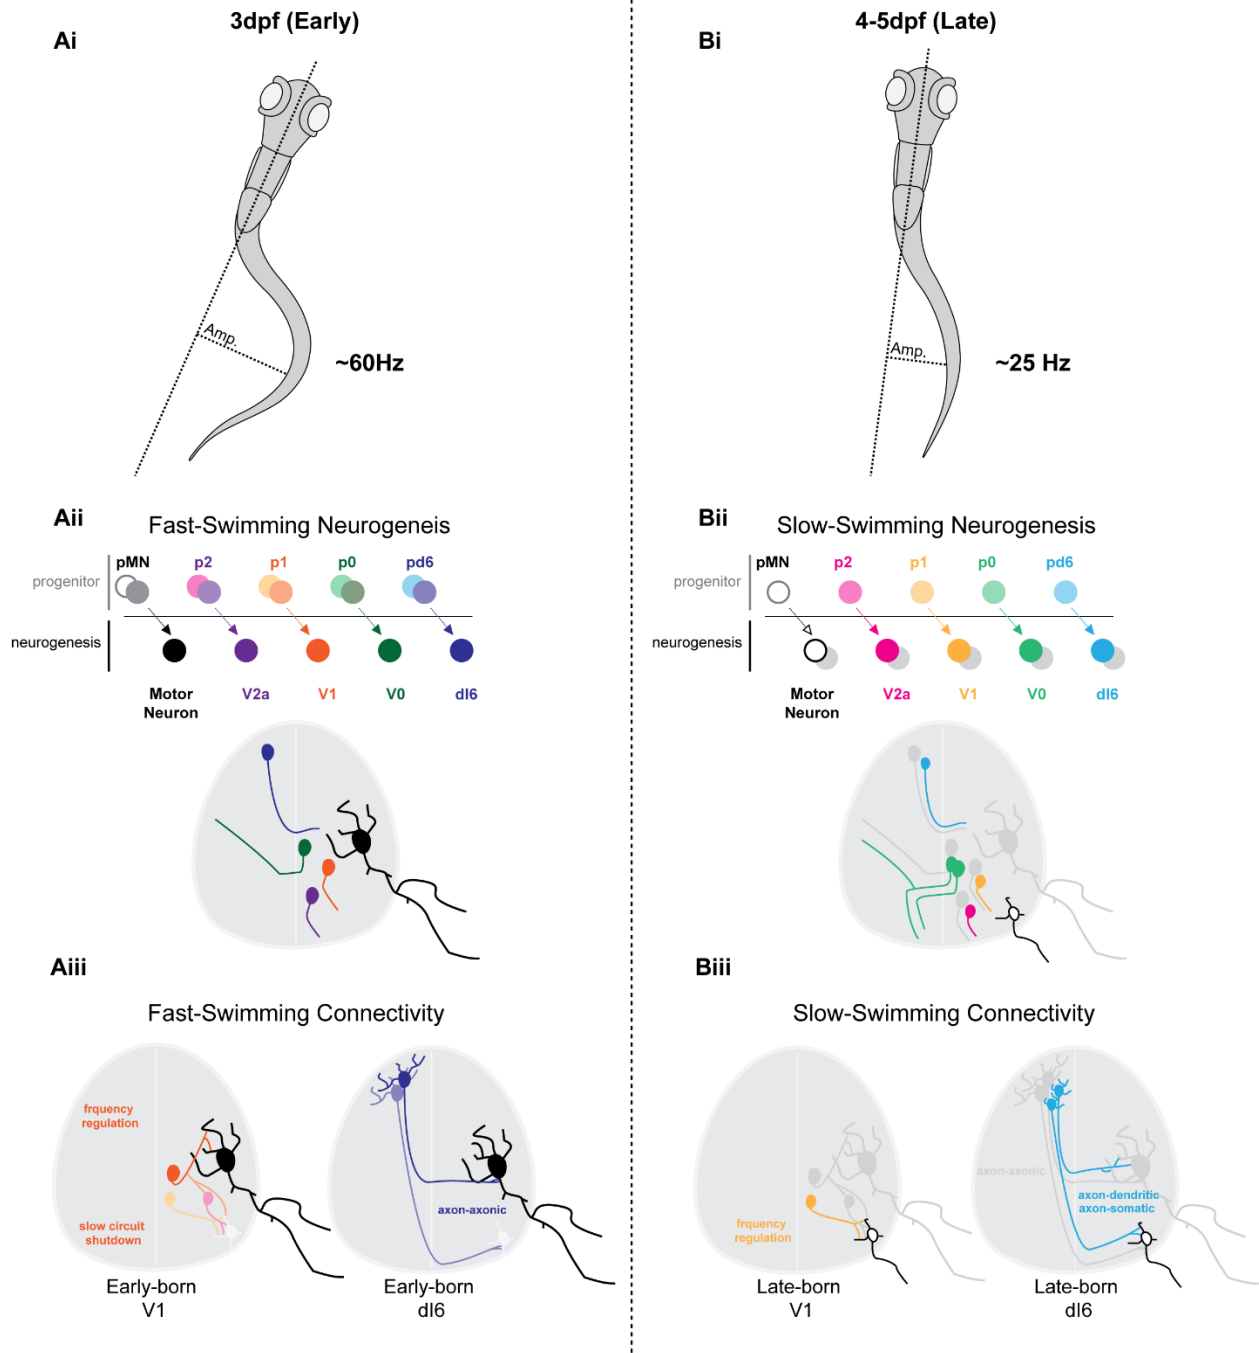 3dpf (Early)
Ai
Amp.
~60Hz
Aii
Fast-Swimming Neurogeneis
pMN
p2
p1
p0
pd6
progenitor
neurogenesis
Motor
Neuron
V2a
V1
V0
dI6
Aiii
Fast-Swimming Connectivity
frquency
regulation
slow circuit
shutdown
axon-axonic
Early-born
V1
Early-born
dI6
4-5dpf (Late)
Bi
Amp.
~25 Hz
Bii
Slow-Swimming Neurogenesis
pMN
p2
p1
p0
pd6
progenitor
neurogenesis
Motor
Neuron
V2a
V1
V0
dI6
Biii
Slow-Swimming Connectivity
frquency
regulation
axon-axonic
axon-dendritic
axon-somatic
Late-born
V1
Late-born
dI6